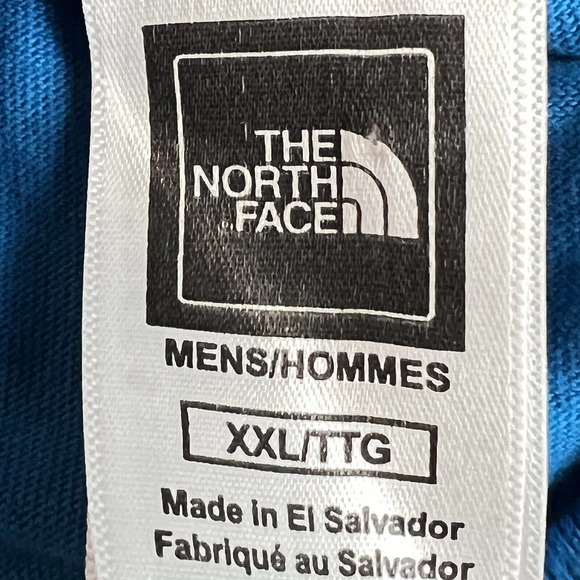 THE
NORTH
FACE
MENS/HOMMES
XXL/TTG
Made in El Salvador
Fabriqué au Salvador